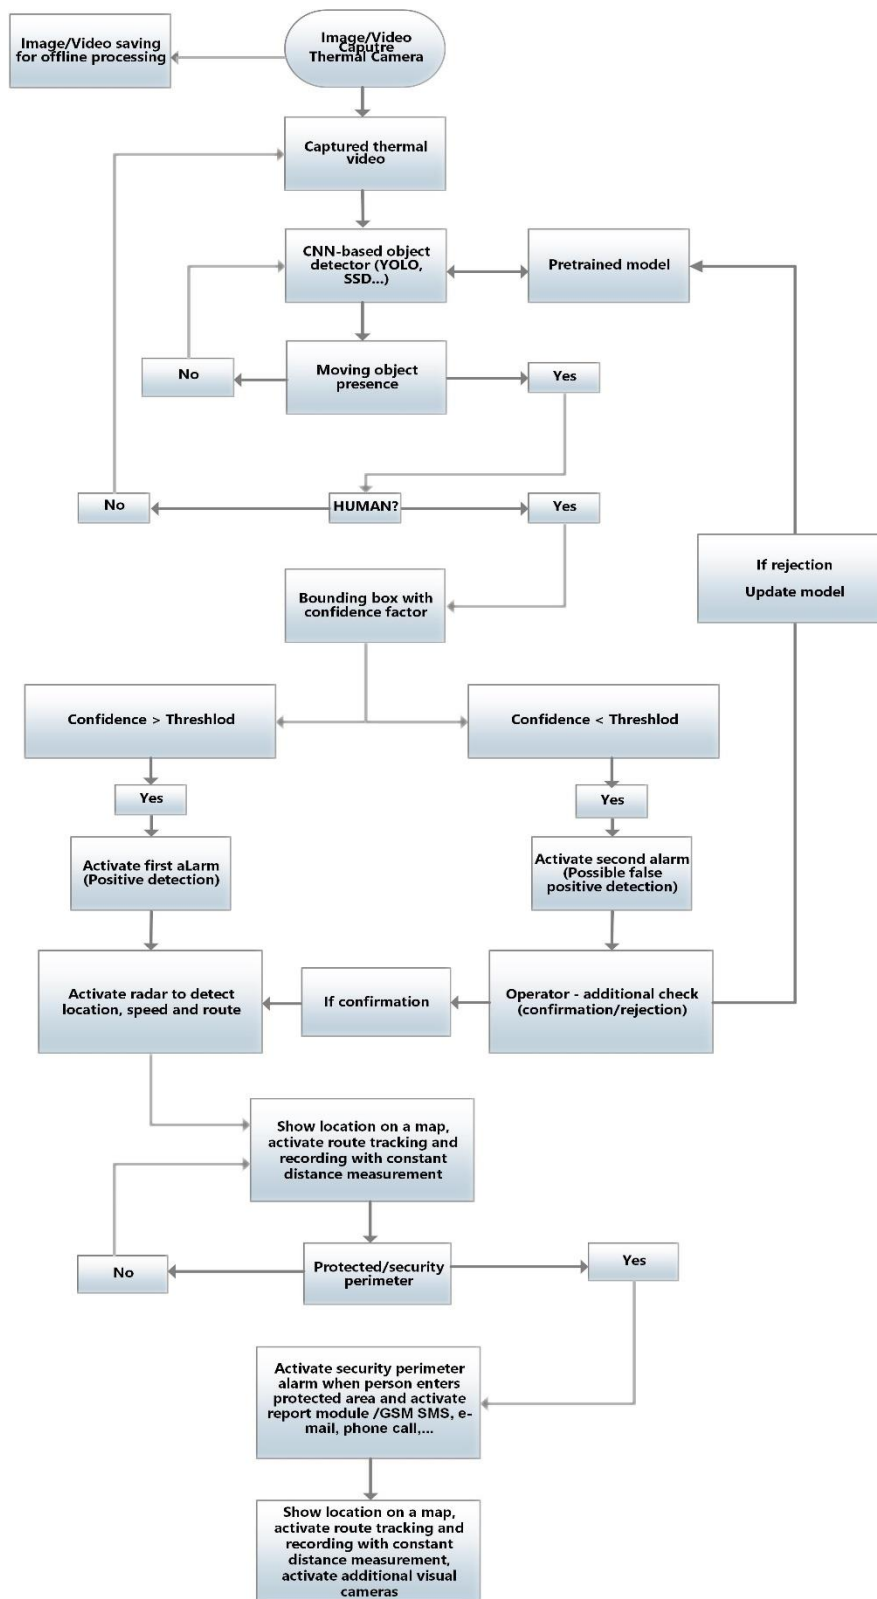 Image/Video saving
for offline processing
Image/Video
Caputre
Thermal Camera
Captured thermal
video
CNN-based object
detector (YOLO,
SSD...)
Pretrained model
No
Moving object
presence
Yes
No
HUMAN?
Yes
If rejection
Update model
Bounding box with
confidence factor
Confidence > Threshlod
Confidence < Threshlod
Yes
Yes
Activate first aLarm
(Positive detection)
Activate second alarm
(Possible false
positive detection)
Activate radar to detect
location, speed and route
If confirmation
Operator - additional check
(confirmation/rejection)
Show location on a map,
activate route tracking and
recording with constant
distance measurement
No
Protected/security
perimeter
Yes
Activate security perimeter
alarm when person enters
protected area and activate
report module /GSM SMS, e-
mail, phone call,...
Show location on a map,
activate route tracking and
recording with constant
distance measurement,
activate additional visual
cameras